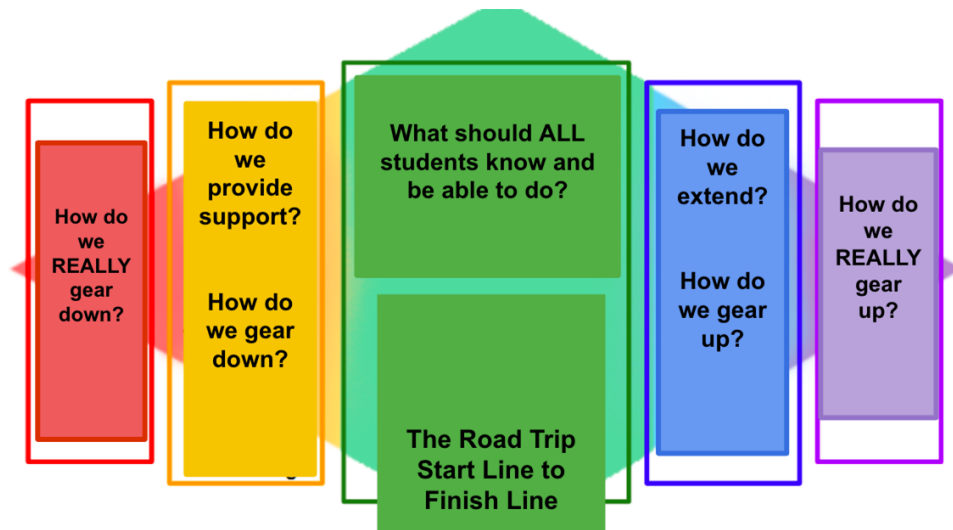 How do
we
REALLY
gear
down?
How do
we
provide
support?
How do
we gear
down?
What should ALL
students know and
be able to do?
The Road Trip
Start Line to
Finish Line
How do
we
extend?
How do
we gear
up?
How do
we
REALLY
gear
up?